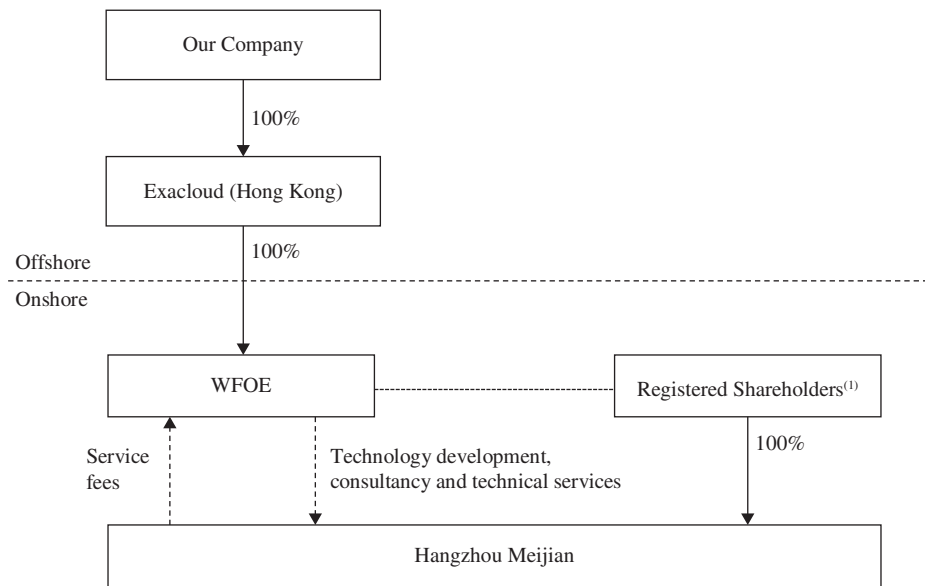 Our Company
100%
Exacloud (Hong Kong)
100%
Offshore
Onshore
WFOE
Registered Shareholders(1)
Service
fees
Technology development,
consultancy and technical services
100%
Hangzhou Meijian